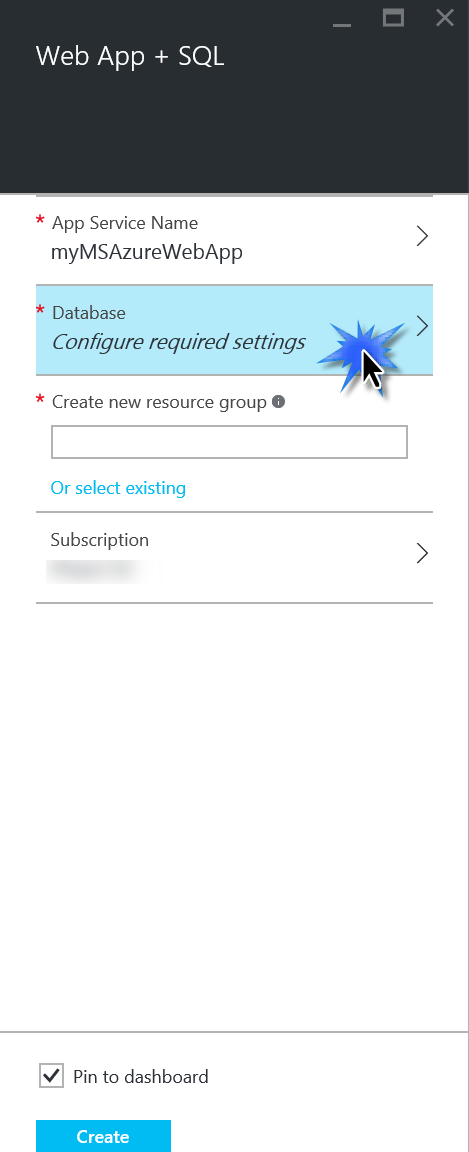 Web App + SQL
* App Service Name
myMSAzureWebApp
* Database
Configure required settings
* Create new resource group
Or select existing
Subscription
Pin to dashboard
Create